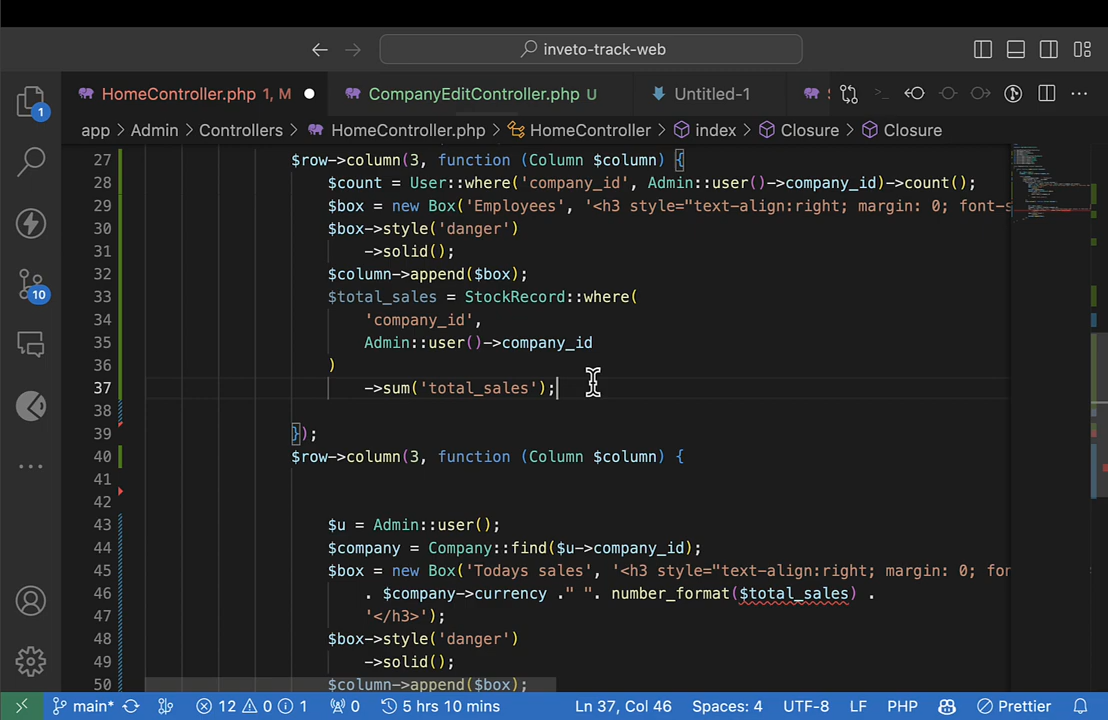 inveto-track-web
HomeController.php 1, M
CompanyEditController.php U
Untitled-1
app > Admin > Controllers > HomeController.php > HomeController > index > Closure > Closure
27 $row->column(3, function (Column $column) {
28 $count = User::where('company_id', Admin::user()->company_id)->count();
29 $box = new Box('Employees', '<h3 style="text-align:right; margin: 0; font-s
30 $box->style('danger')
31 ->solid();
32 $column->append($box);
33 $total_sales = StockRecord::where(
34 'company_id',
35 Admin::user()->company_id
36 )
37 ->sum('total_sales');
38
39 });
40 $row->column(3, function (Column $column) {
41
42
43 $u = Admin::user();
44 $company = Company::find($u->company_id);
45 $box = new Box('Todays sales', '<h3 style="text-align:right; margin: 0; fon
46 . $company->currency ." ". number_format($total_sales) .
47 '</h3>');
48 $box->style('danger')
49 ->solid();
50 $column->append($box);
1
10
main* 12 0 1 0 5 hrs 10 mins Ln 37, Col 46 Spaces: 4 UTF-8 LF PHP Prettier